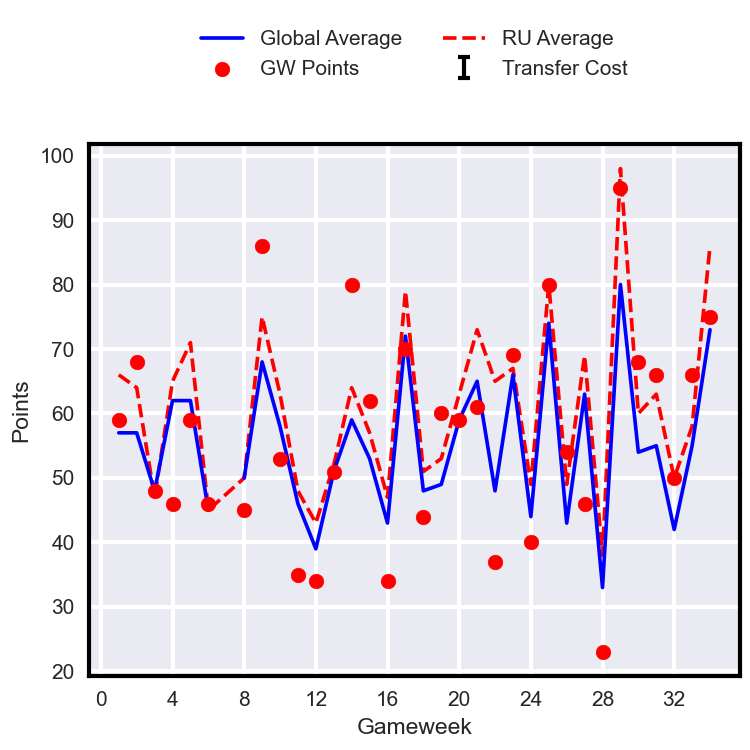 Global Average
RU Average
GW Points
Transfer Cost
100
90
80
70
60
50
40
30
20
Points
0 4 8 12 16 20 24 28 32
Gameweek